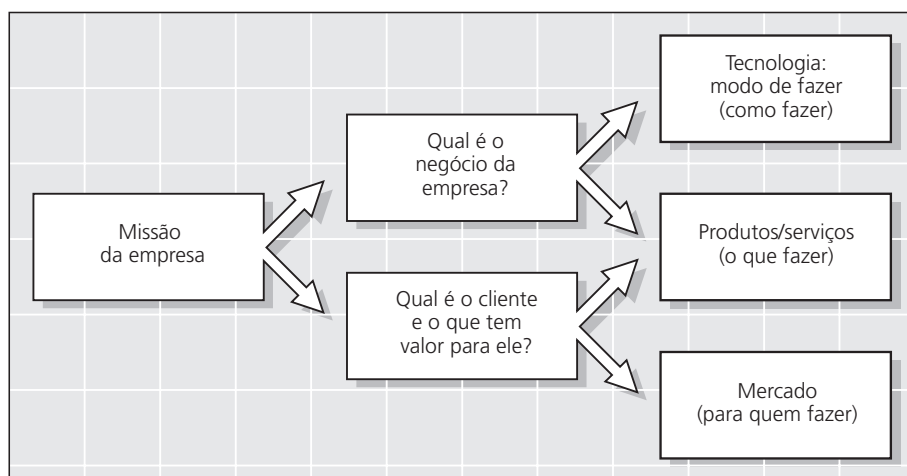 Missão
da empresa
Qual é o
negócio da
empresa?
Qual é o cliente
e o que tem
valor para ele?
Tecnologia:
modo de fazer
(como fazer)
Produtos/serviços
(o que fazer)
Mercado
(para quem fazer)